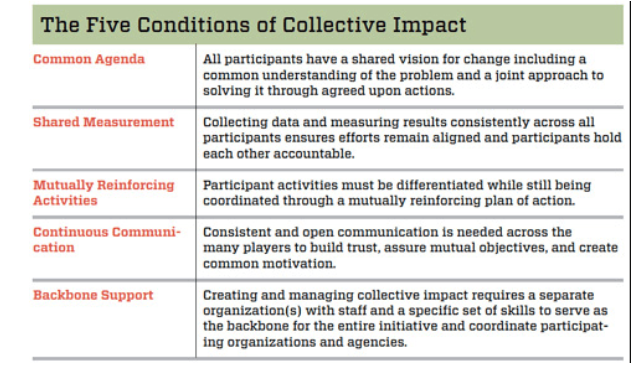 The Five Conditions of Collective Impact
Common Agenda
All participants have a shared vision for change including a
common understanding of the problem and a joint approach to
solving it through agreed upon actions.
Shared Measurement
Collecting data and measuring results consistently across all
participants ensures efforts remain aligned and participants hold
each other accountable.
Mutually Reinforcing
Activities
Participant activities must be differentiated while still being
coordinated through a mutually reinforcing plan of action.
Continuous Communi-
cation
Consistent and open communication is needed across the
many players to build trust, assure mutual objectives, and create
common motivation.
Backbone Support
Creating and managing collective impact requires a separate
organization(s) with staff and a specific set of skills to serve as
the backbone for the entire initiative and coordinate participat-
ing organizations and agencies.